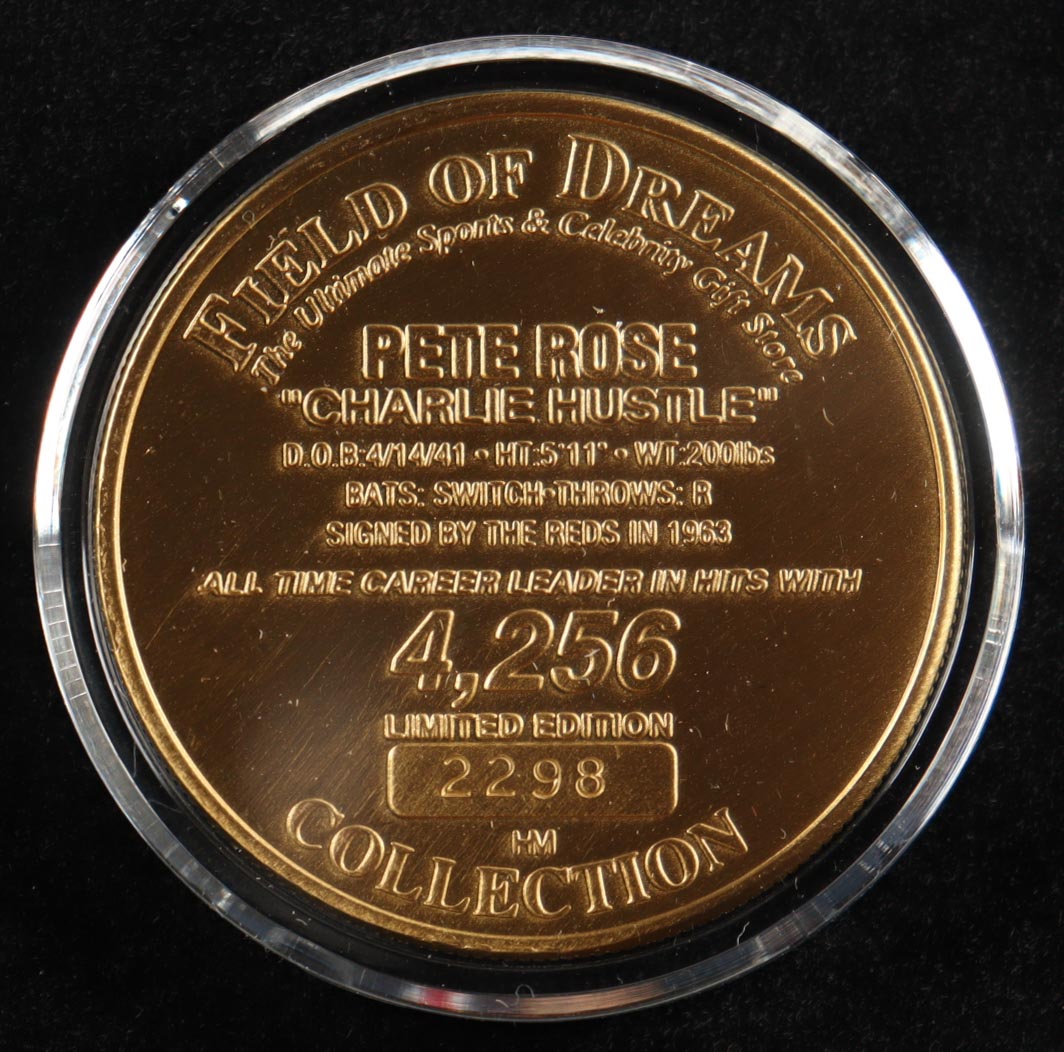 FIELD OF DREAMS
The Ultimate Sports & Celebrity Gift Store
PETE ROSE
"CHARLIE HUSTLE"
D.O.B:4/14/41 • HT:5'11" • WT:200lbs
BATS: SWITCH-THROWS: R
SIGNED BY THE REDS IN 1963
ALL TIME CAREER LEADER IN HITS WITH
4,256
LIMITED EDITION
2298
HM
COLLECTION